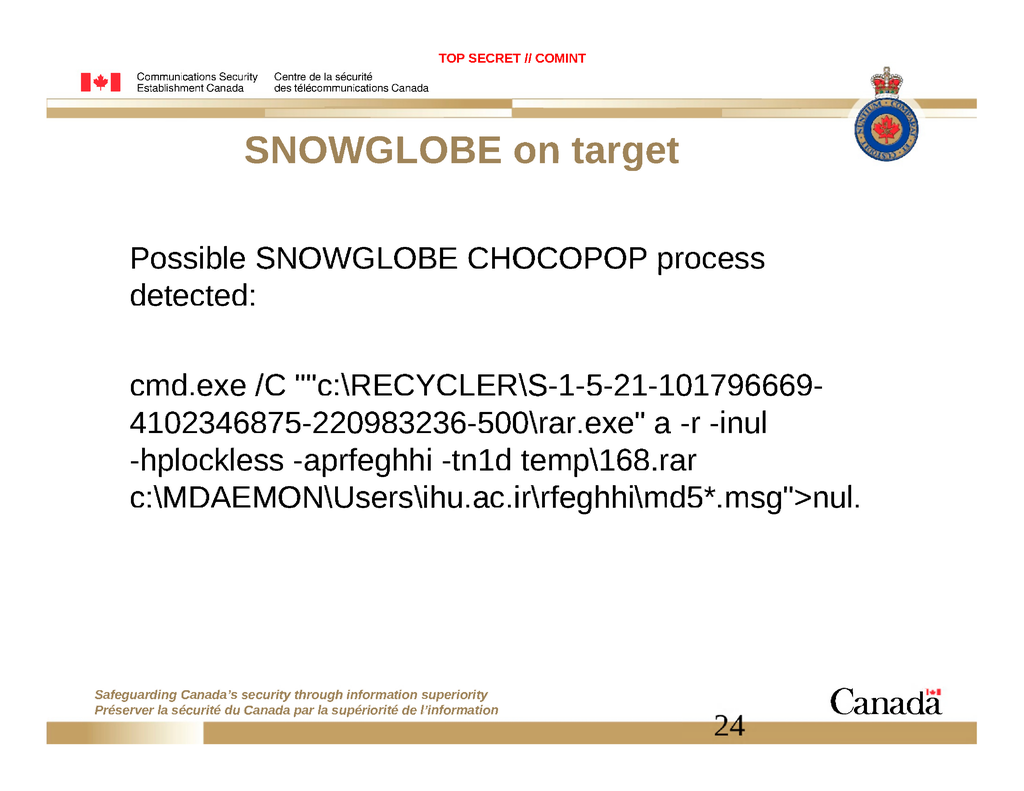 TOP SECRET // COMINT
Communications Security Centre de la sécurité
Establishment Canada des télécommunications Canada
SNOWGLOBE on target
Possible SNOWGLOBE CHOCOPOP process
detected:
cmd.exe /C ""c:\RECYCLER\S-1-5-21-101796669-
4102346875-220983236-500\rar.exe" a -r -inul
-hplockless -aprfeghhi -tn1d temp\168.rar
c:\MDAEMON\Users\ihu.ac.ir\rfeghhi\md5*.msg">nul.
Safeguarding Canada's security through information superiority
Préserver la sécurité du Canada par la supériorité de l'information
Canada
24